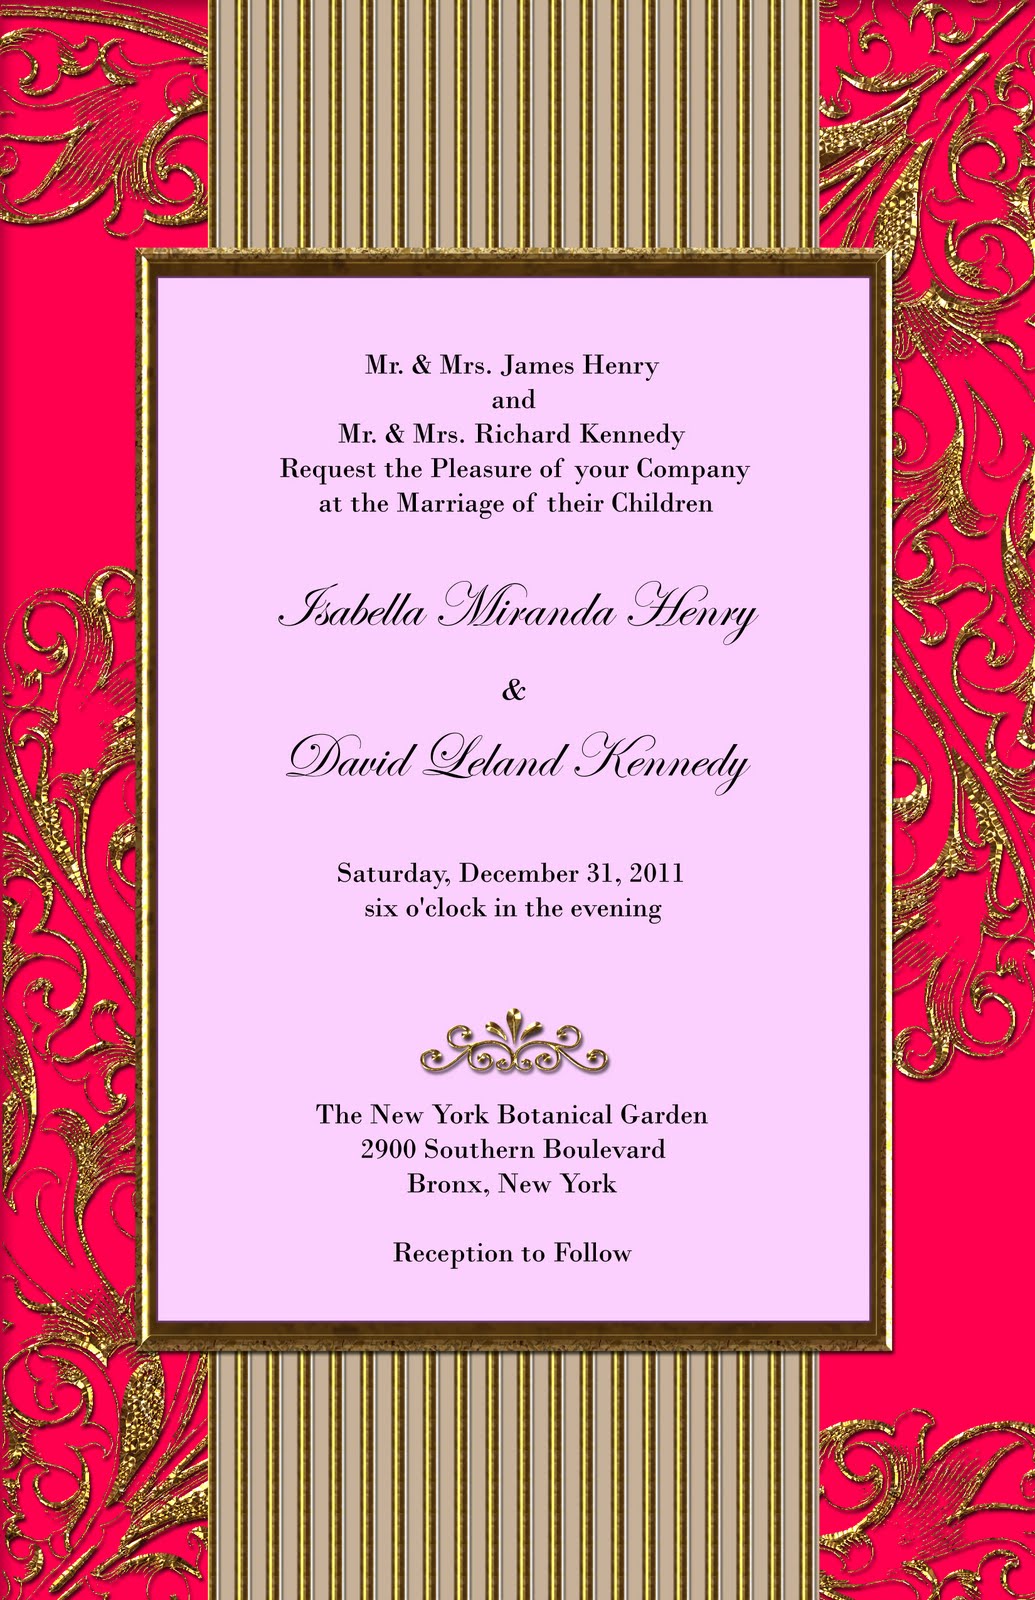 Mr. & Mrs. James Henry
and
Mr. & Mrs. Richard Kennedy
Request the Pleasure of your Company
at the Marriage of their Children
Isabella Miranda Henry
&
David Leland Kennedy
Saturday, December 31, 2011
six o'clock in the evening
The New York Botanical Garden
2900 Southern Boulevard
Bronx, New York
Reception to Follow